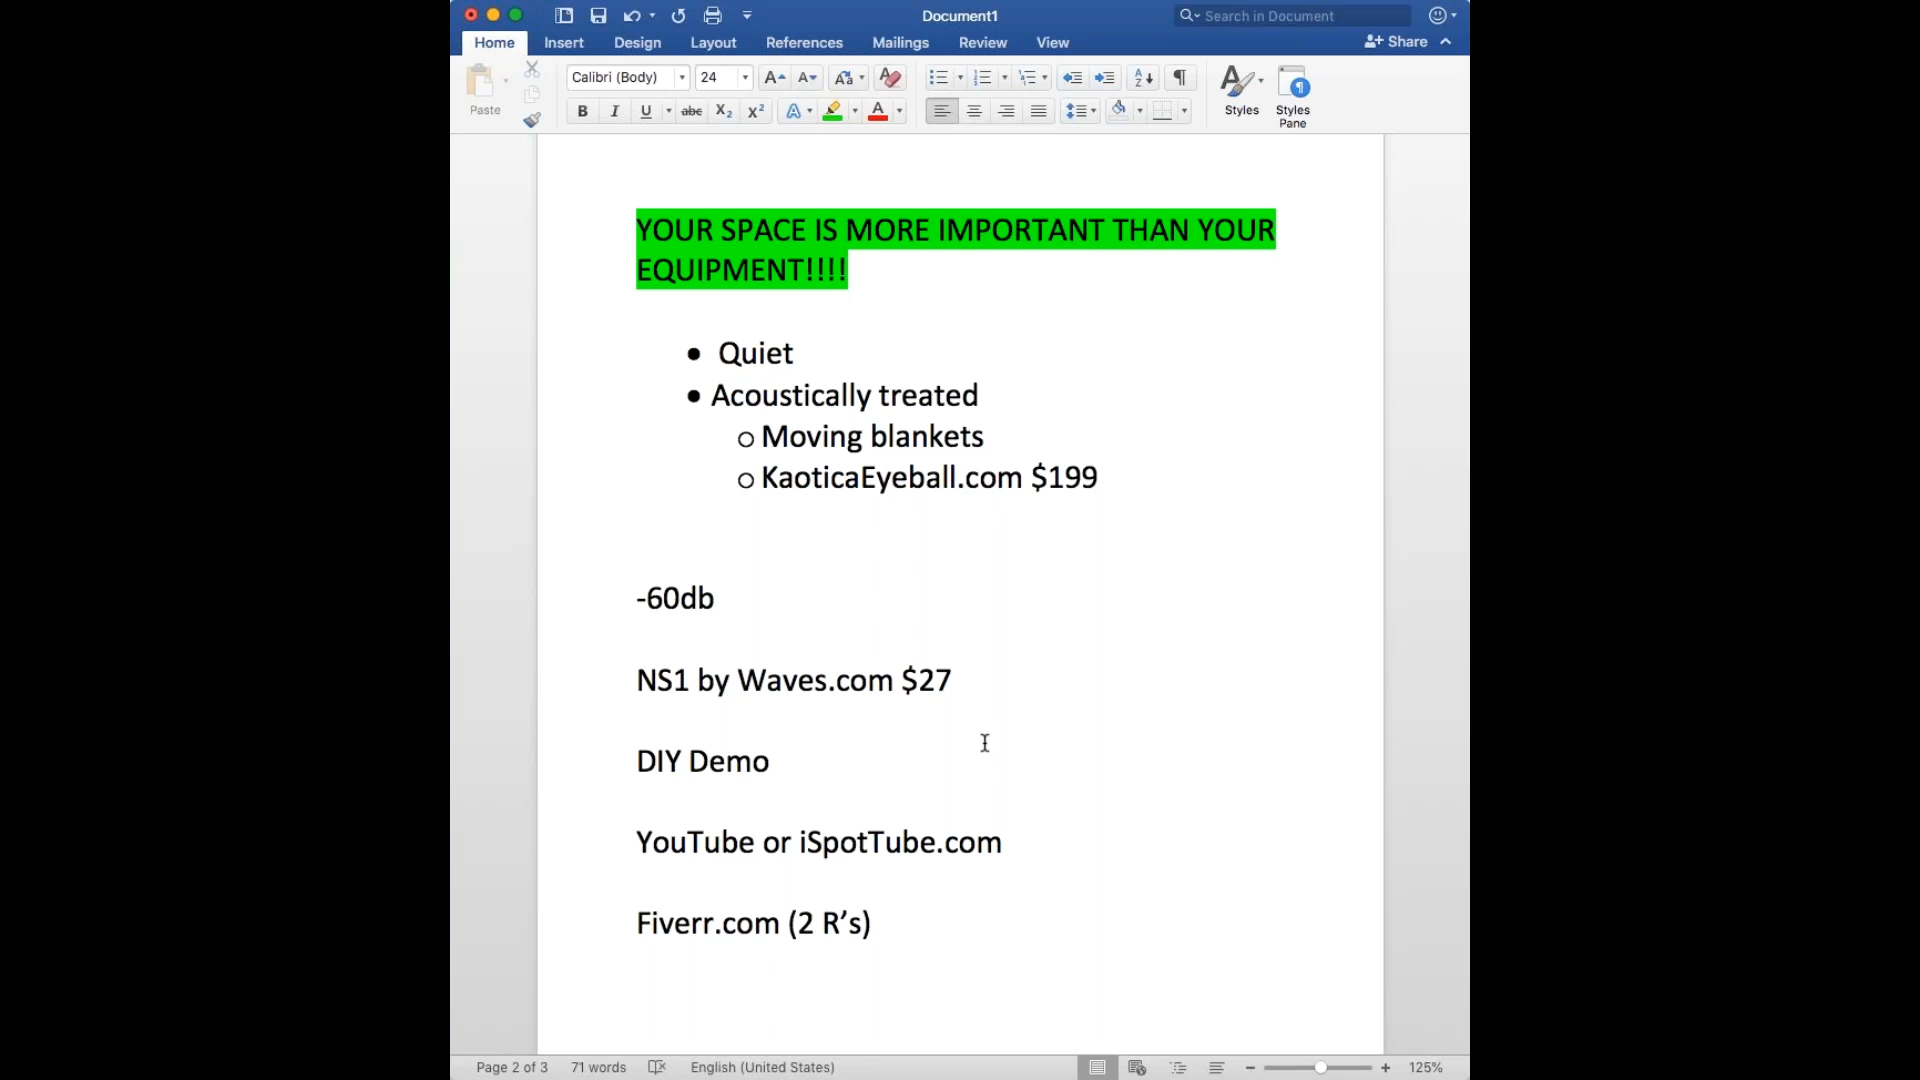 Document1
Search in Document
Home Insert Design Layout References Mailings Review View
Share
Paste
Calibri (Body) 24
Styles
Styles Pane
YOUR SPACE IS MORE IMPORTANT THAN YOUR
EQUIPMENT!!!!
• Quiet
• Acoustically treated
o Moving blankets
o KaoticaEyeball.com $199
-60db
NS1 by Waves.com $27
DIY Demo
YouTube or iSpotTube.com
Fiverr.com (2 R’s)
Page 2 of 3 71 words English (United States) 125%